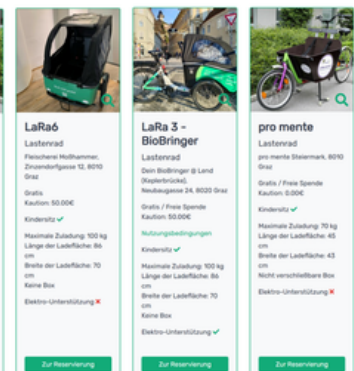 LaRa6
Lastenrad
Fleischerei Moßhammer,
Zinzendorfgasse 12, 8010
Graz
Gratis
Kaution: 50.00€
Kindersitz ✓
Maximale Zuladung: 100 kg
Länge der Ladefläche: 86
cm
Breite der Ladefläche: 70
cm
Keine Box
Elektro-Unterstützung ✗
Zur Reservierung
LaRa 3 -
BioBringer
Lastenrad
Dein BioBringer @ Lend
(Keplerbrücke),
Neubaugasse 24, 8020 Graz
Gratis / Freie Spende
Kaution: 50.00€
Nutzungsbedingungen
Kindersitz ✓
Maximale Zuladung: 100 kg
Länge der Ladefläche: 86
cm
Breite der Ladefläche: 70
cm
Keine Box
Elektro-Unterstützung ✓
Zur Reservierung
pro mente
Lastenrad
pro mente Steiermark, 8010
Graz
Gratis / Freie Spende
Kaution: 0.00€
Kindersitz ✓
Maximale Zuladung: 70 kg
Länge der Ladefläche: 45
cm
Breite der Ladefläche: 43
cm
Nicht verschließbare Box
Elektro-Unterstützung ✗
Zur Reservierung